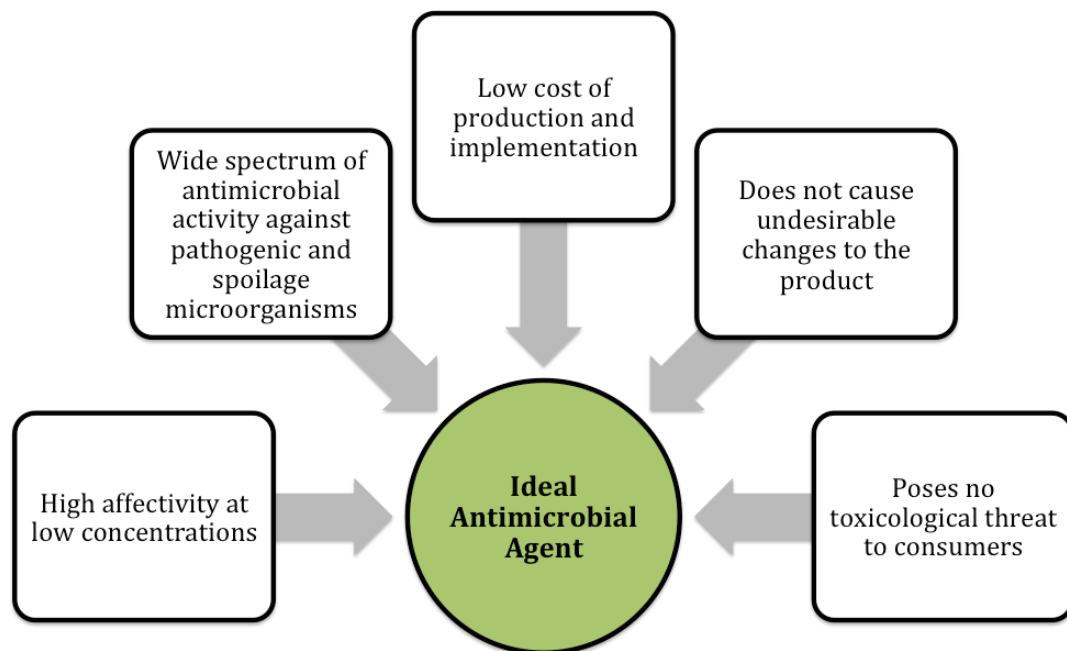 Low cost of
production and
implementation
Wide spectrum of
antimicrobial
activity against
pathogenic and
spoilage
microorganisms
Does not cause
undesirable
changes to the
product
High affectivity at
low concentrations
Ideal
Antimicrobial
Agent
Poses no
toxicological threat
to consumers